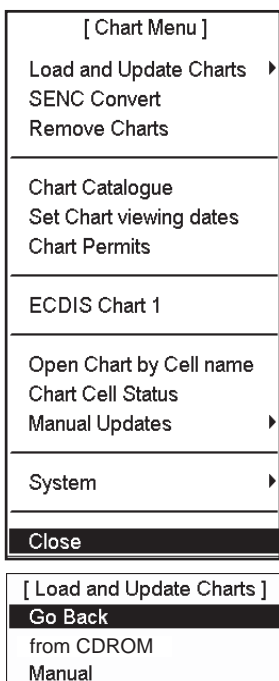 [ Chart Menu ]
Load and Update Charts
SENC Convert
Remove Charts
Chart Catalogue
Set Chart viewing dates
Chart Permits
ECDIS Chart 1
Open Chart by Cell name
Chart Cell Status
Manual Updates
System
Close
[ Load and Update Charts ]
Go Back
from CDROM
Manual